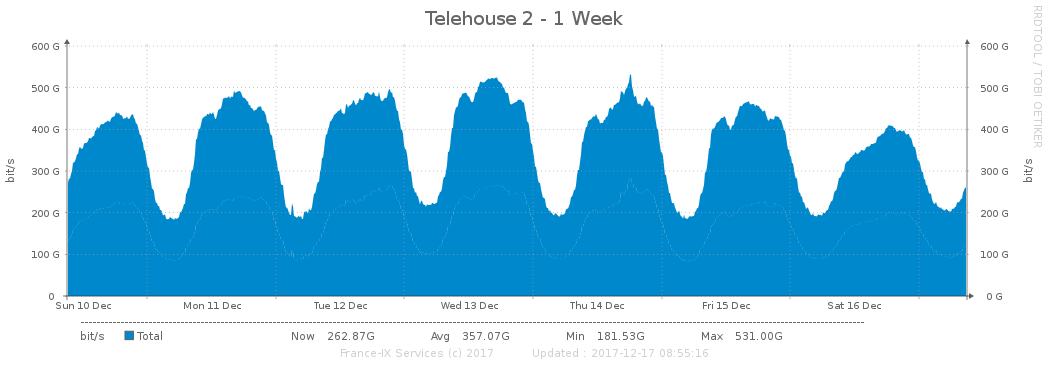 Telehouse 2 - 1 Week
RRDTOOL / TOBI OETIKER
bit/s
bit/s
600 G 600 G
500 G 500 G
400 G 400 G
300 G 300 G
200 G 200 G
100 G 100 G
0 0 G
Sun 10 Dec Mon 11 Dec Tue 12 Dec Wed 13 Dec Thu 14 Dec Fri 15 Dec Sat 16 Dec
bit/s Total Now 262.87G Avg 357.07G Min 181.53G Max 531.00G
France-IX Services (c) 2017 Updated : 2017-12-17 08:55:16